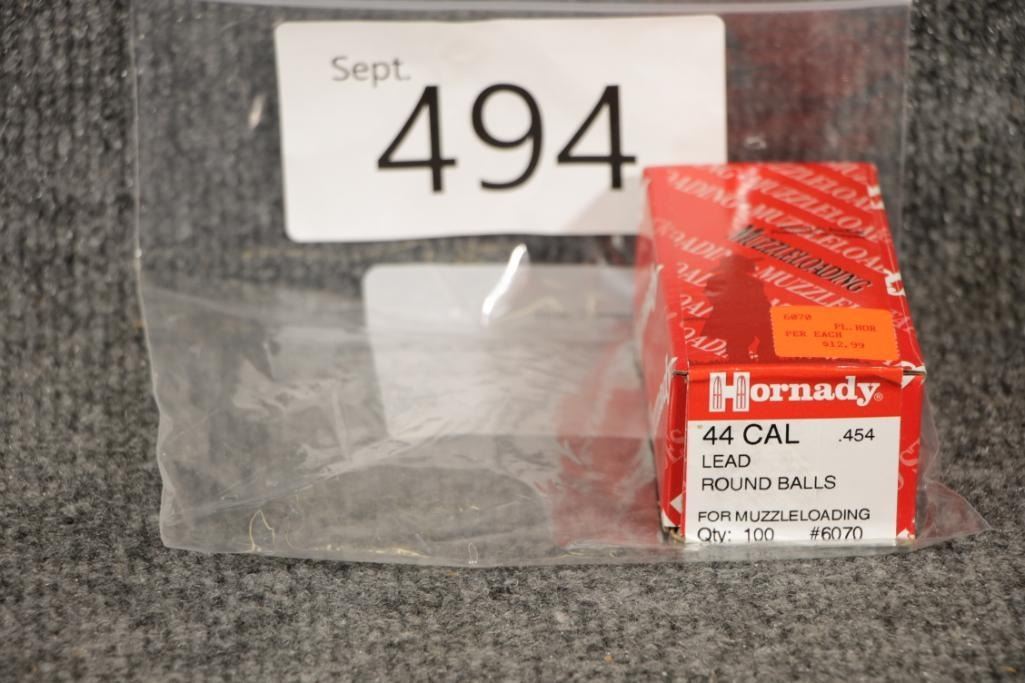 Sept.
494
MUZZLELOADING
6070 PL. HOR
PER EACH
$12.99
Hornady®
44 CAL .454
LEAD
ROUND BALLS
FOR MUZZLELOADING
Qty: 100 #6070